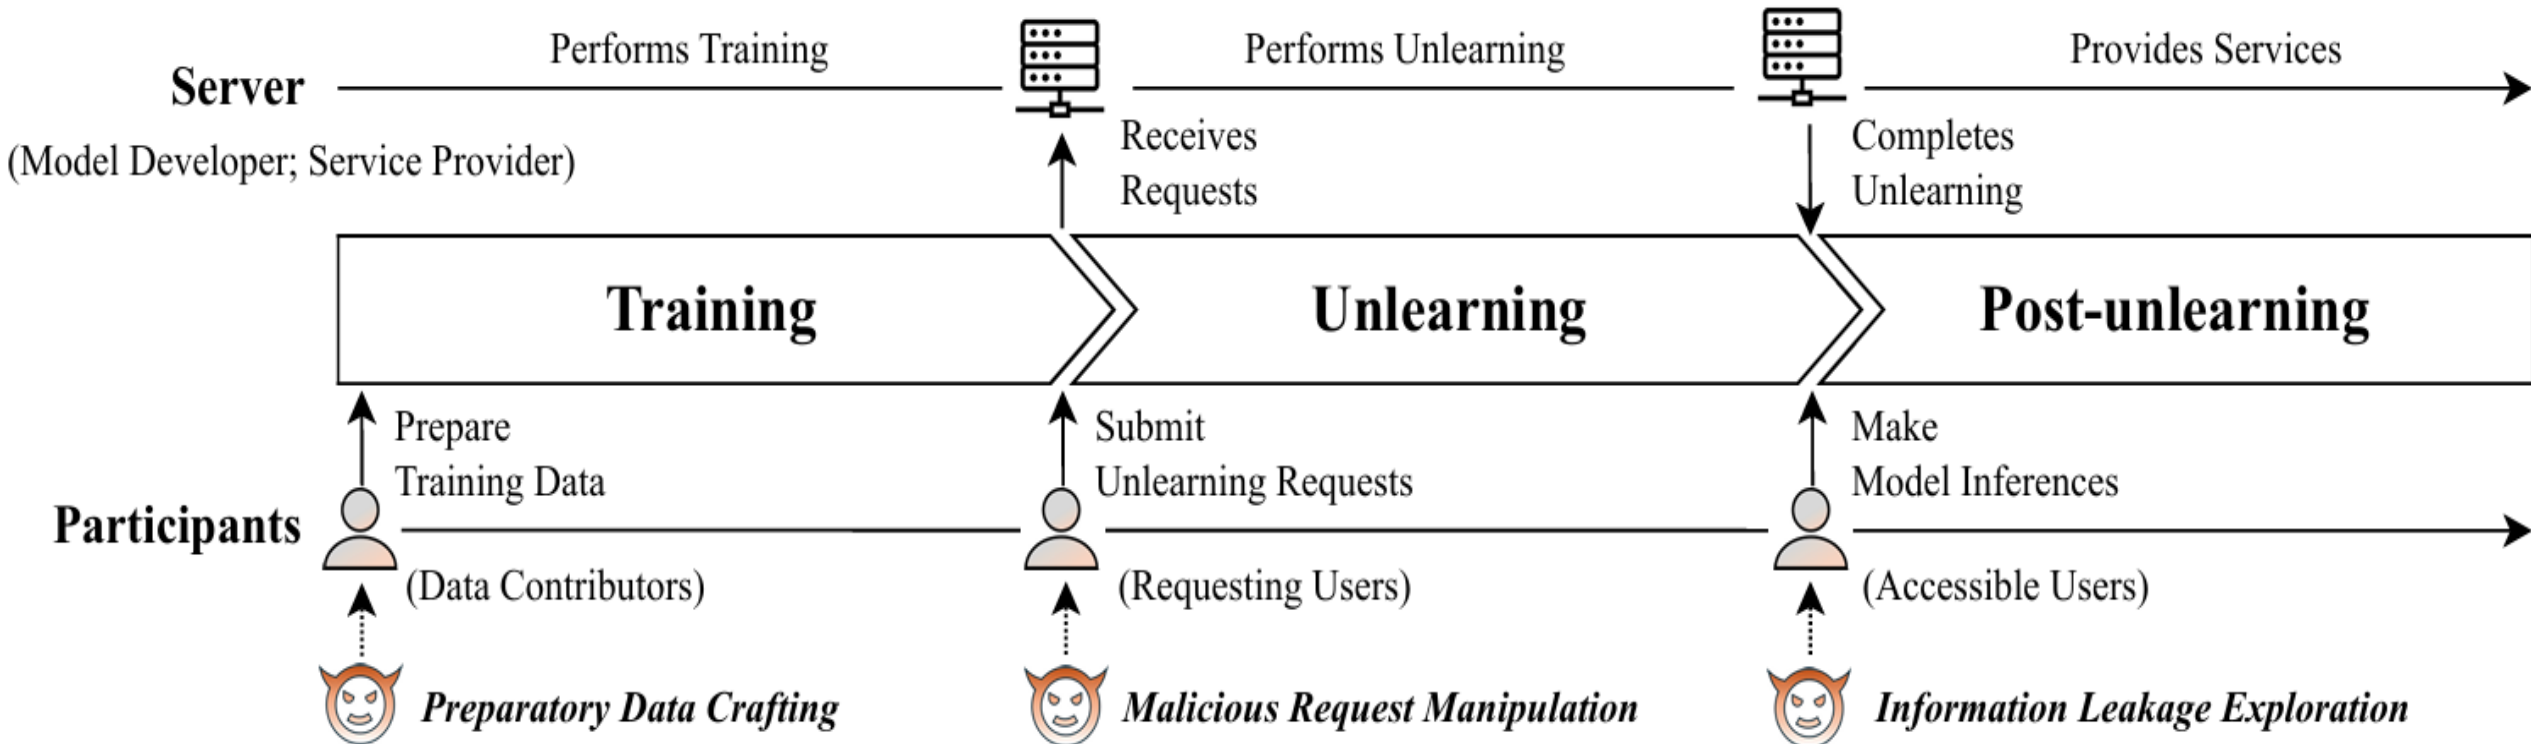 Performs Training
Performs Unlearning
Provides Services
Server
(Model Developer; Service Provider)
Receives
Requests
Completes
Unlearning
Training
Unlearning
Post-unlearning
Prepare
Training Data
Submit
Unlearning Requests
Make
Model Inferences
Participants
(Data Contributors)
(Requesting Users)
(Accessible Users)
Preparatory Data Crafting
Malicious Request Manipulation
Information Leakage Exploration